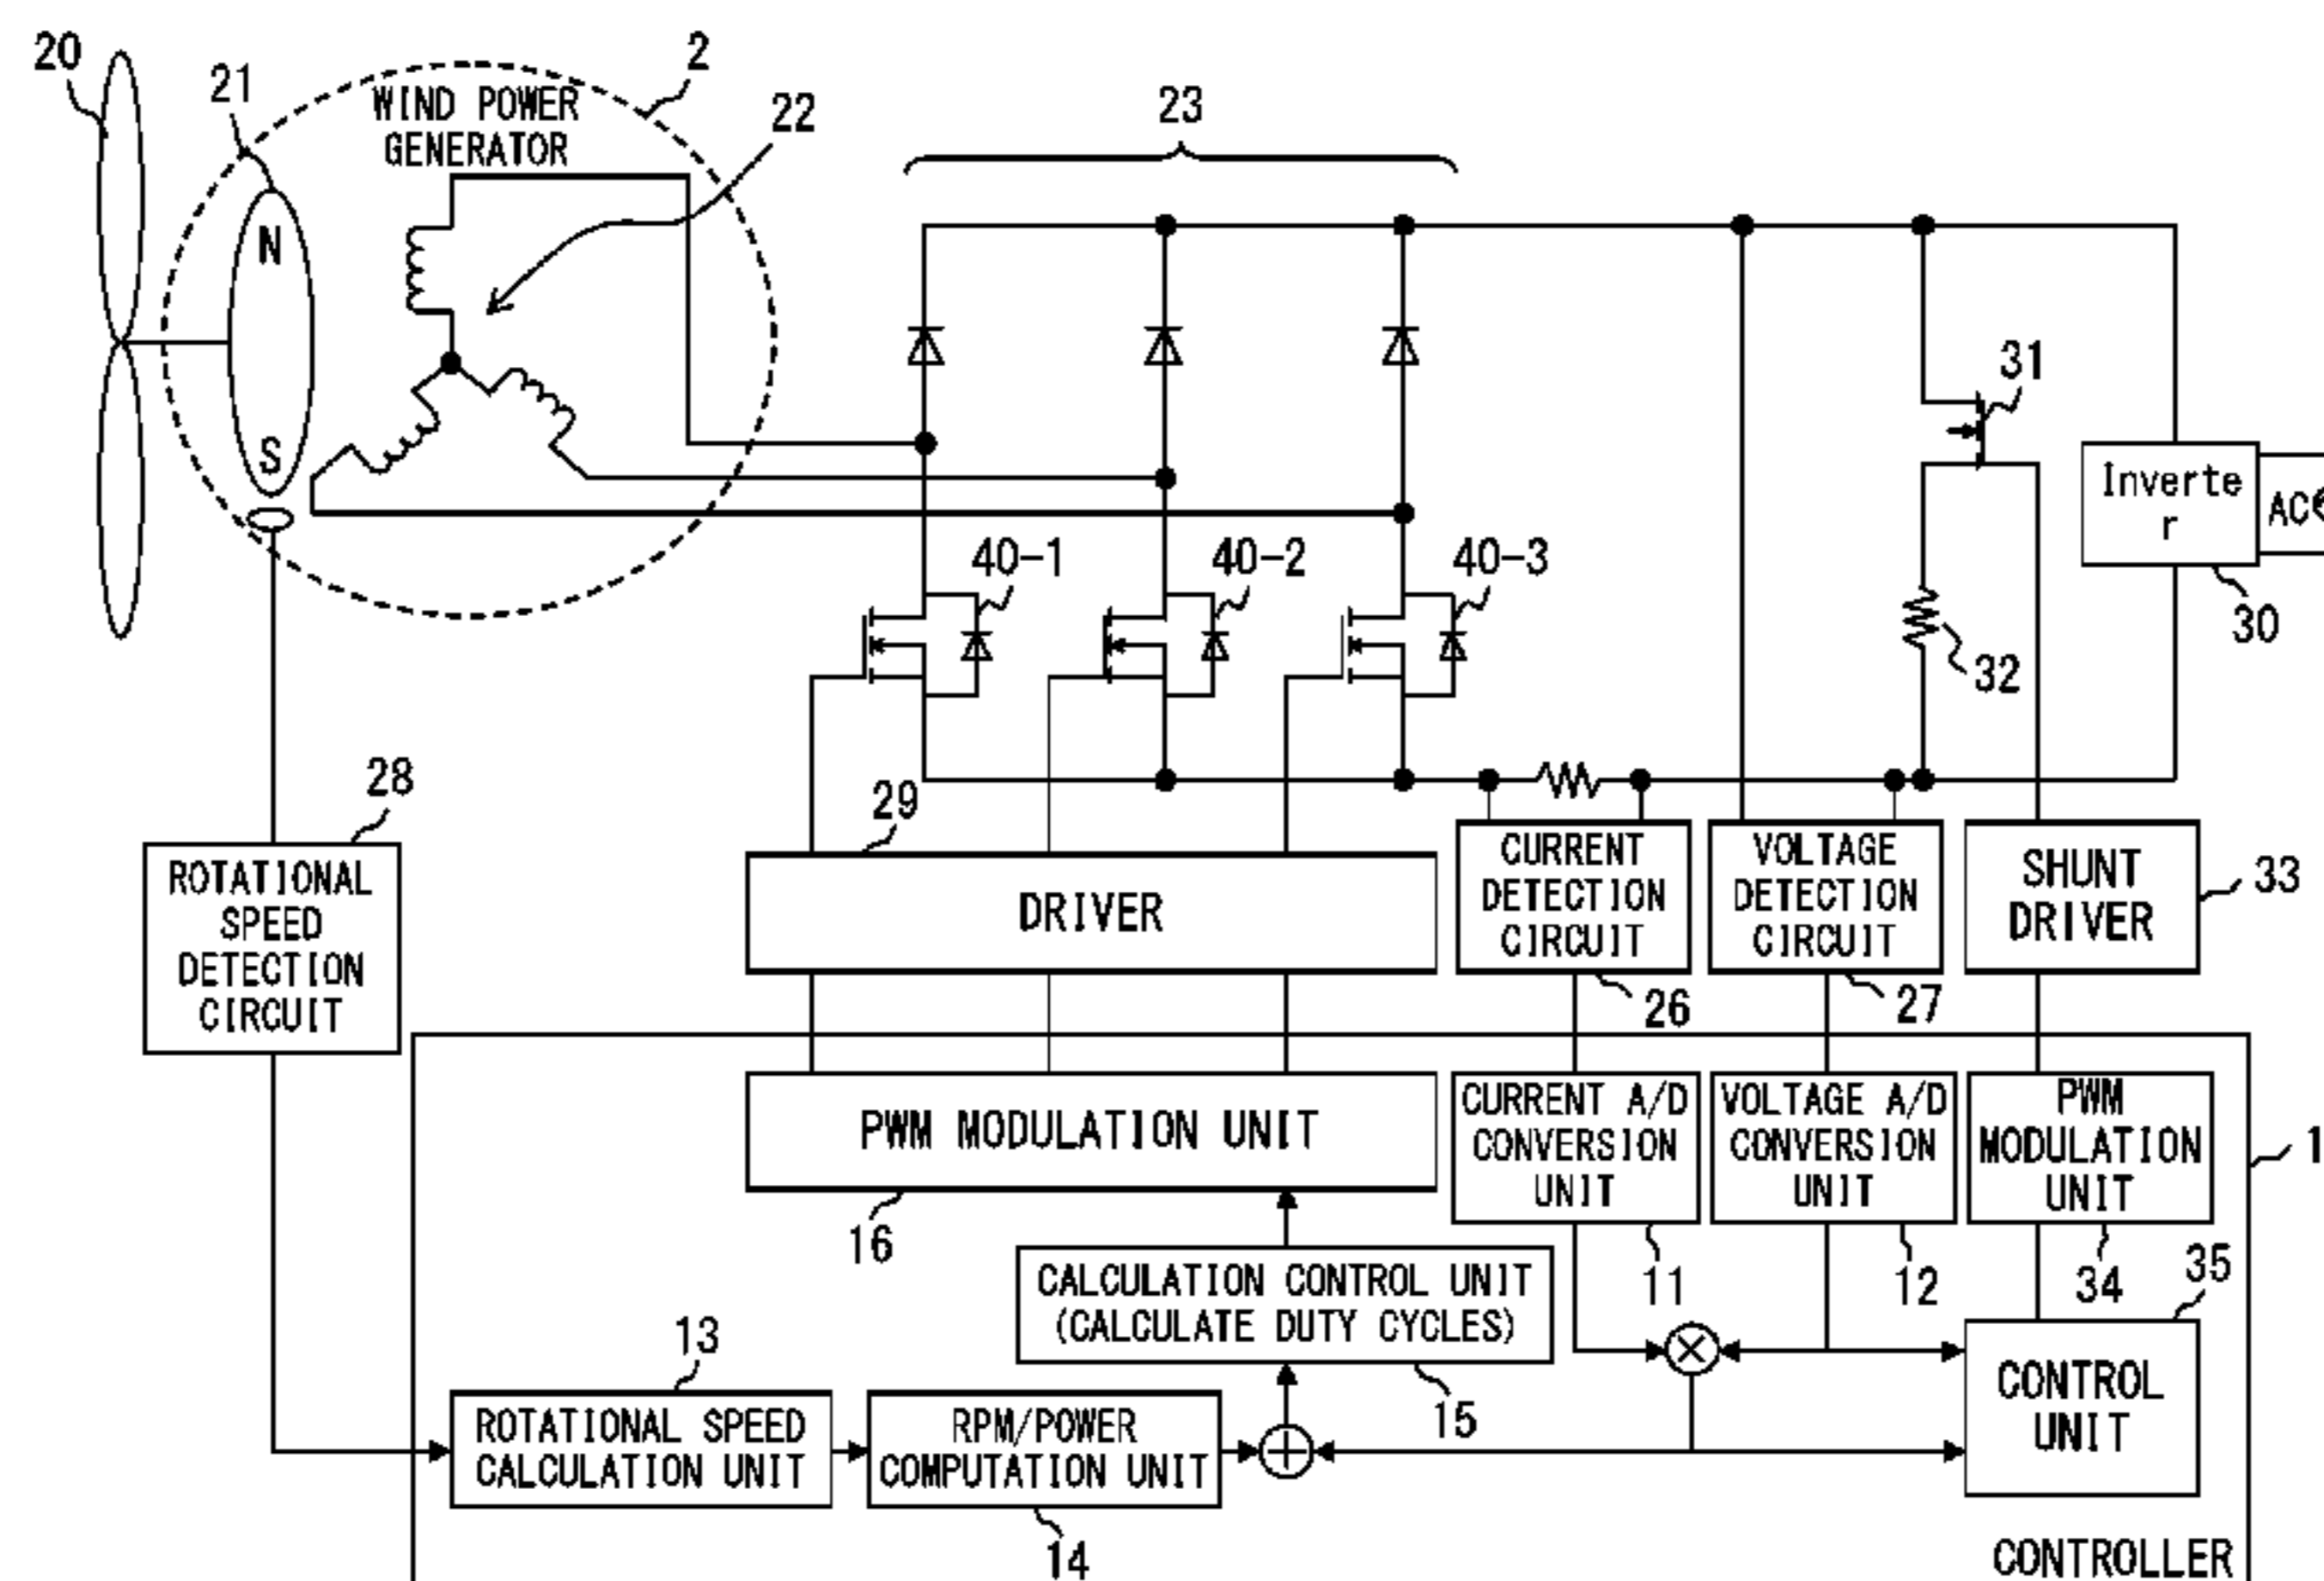 20
21
2
WIND POWER
GENERATOR
22
23
N
S
31
Inverte
r
AC
30
32
40-1
40-2
40-3
28
29
ROTATIONAL
SPEED
DETECTION
CIRCUIT
DRIVER
CURRENT
DETECTION
CIRCUIT
VOLTAGE
DETECTION
CIRCUIT
SHUNT
DRIVER
33
26
27
PWM MODULATION UNIT
CURRENT A/D
CONVERSION
UNIT
VOLTAGE A/D
CONVERSION
UNIT
PWM
MODULATION
UNIT
1
16
11
12
34
35
CALCULATION CONTROL UNIT
(CALCULATE DUTY CYCLES)
13
15
ROTATIONAL SPEED
CALCULATION UNIT
RPM/POWER
COMPUTATION UNIT
CONTROL
UNIT
14
CONTROLLER